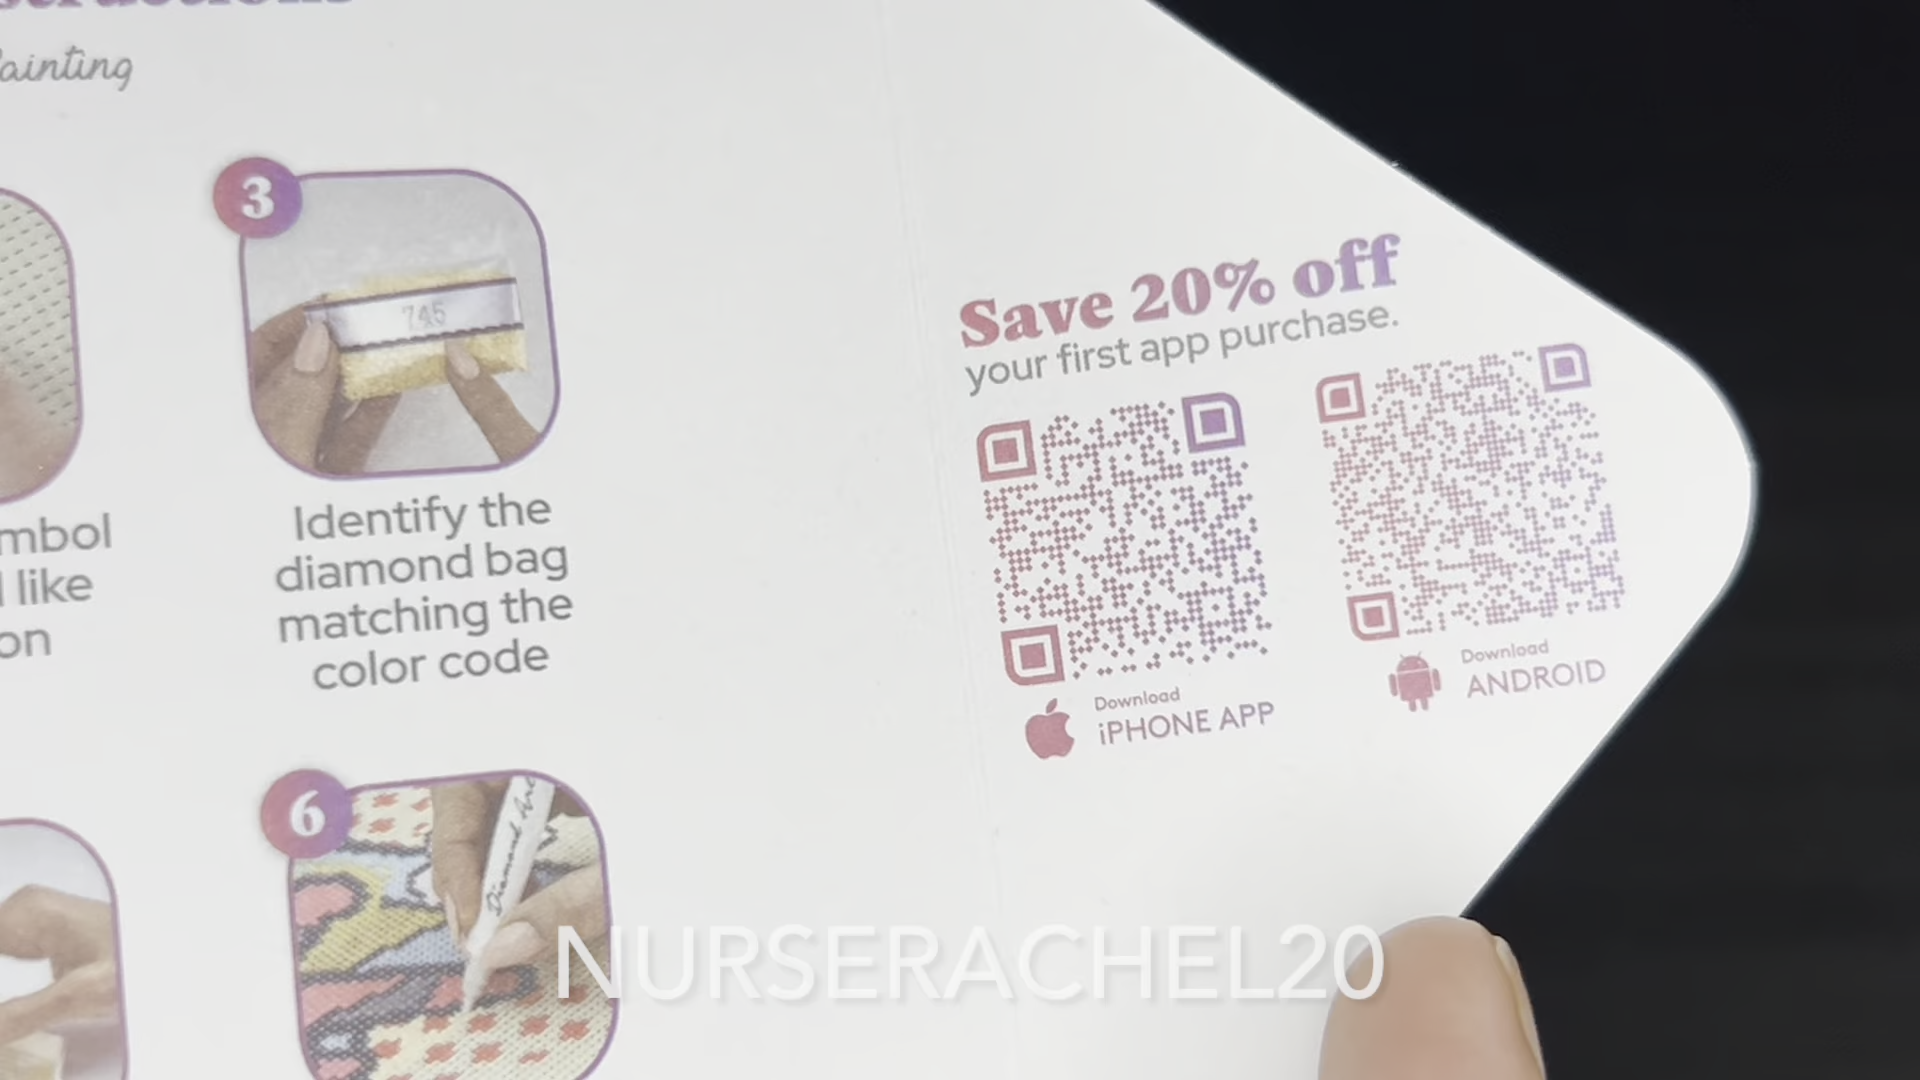 ainting
3
745
Identify the
diamond bag
matching the
color code
mbol
like
on
6
Save 20% off
your first app purchase.
Download
iPHONE APP
Download
ANDROID
NURSERACHEL20